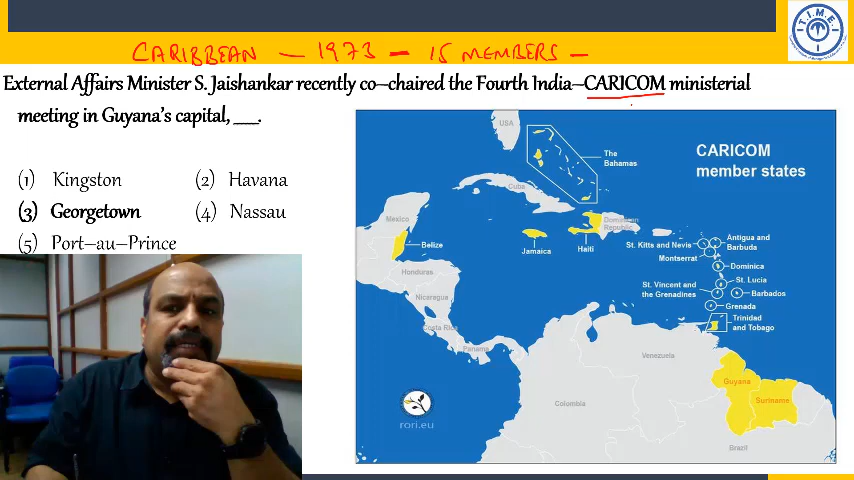 CARIBBEAN — 1973 — 15 MEMBERS —
T.I.M.E.
External Affairs Minister S. Jaishankar recently co–chaired the Fourth India–CARICOM ministerial
meeting in Guyana's capital, ___.
(1) Kingston (2) Havana
(3) Georgetown (4) Nassau
(5) Port–au–Prince
CARICOM
member states
USA
The
Bahamas
Cuba
Mexico
Dominican
Republic
Belize
Jamaica
Haiti
St. Kitts and Nevis
Antigua and
Barbuda
Montserrat
Dominica
Honduras
St. Lucia
St. Vincent and
the Grenadines
Barbados
Nicaragua
Grenada
Costa Rica
Trinidad
and Tobago
Panama
Venezuela
Guyana
Suriname
Colombia
Brazil
rori.eu